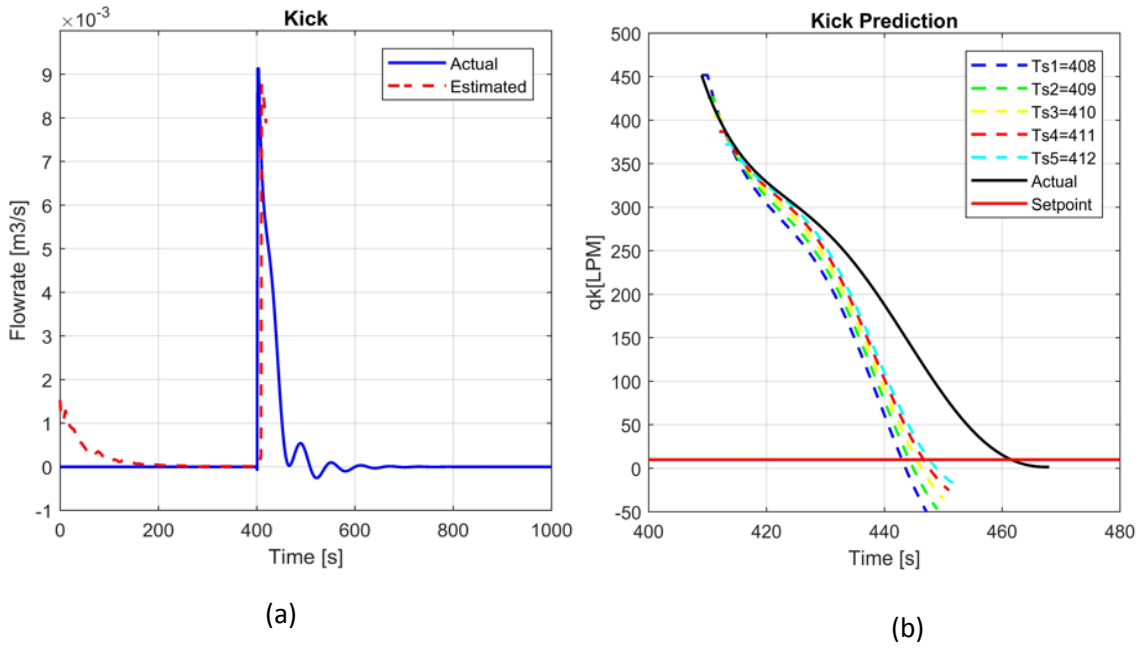 Kick
×10⁻³
9
8
7
6
5
4
3
2
1
0
-1
Flowrate [m3/s]
Actual
Estimated
0
200
400
600
800
1000
Time [s]
(a)
Kick Prediction
500
450
400
350
300
250
200
150
100
50
0
-50
qk[LPM]
Ts1=408
Ts2=409
Ts3=410
Ts4=411
Ts5=412
Actual
Setpoint
400
420
440
460
480
Time [s]
(b)